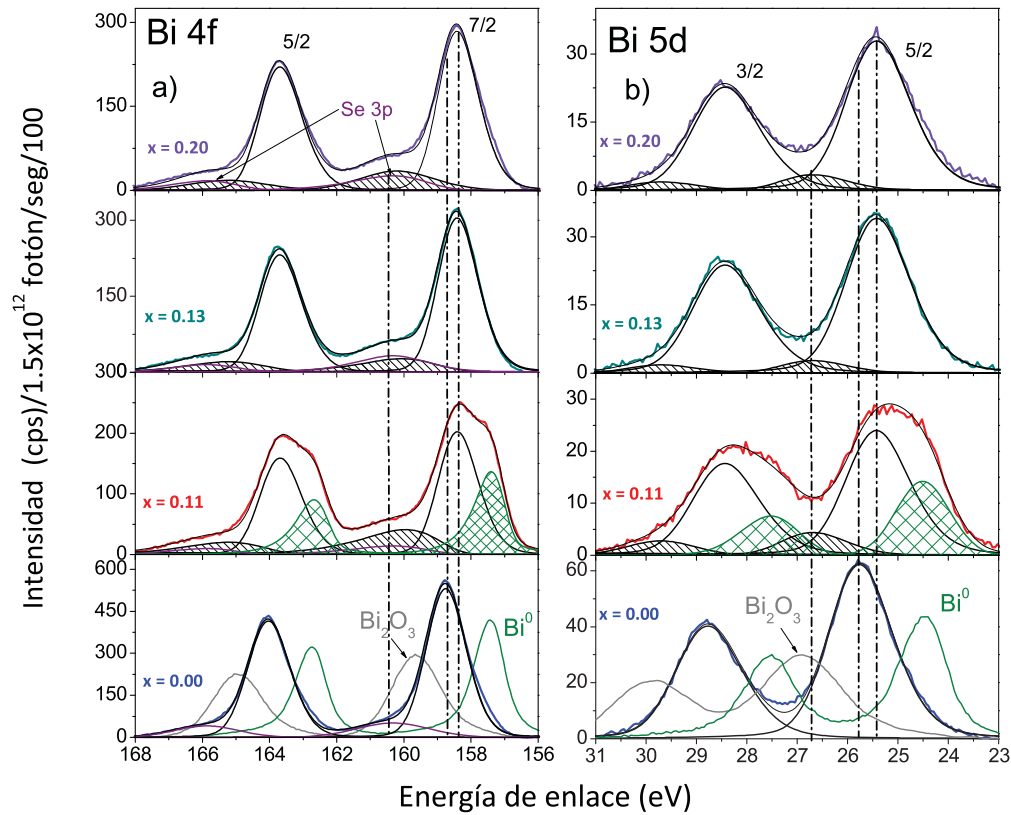 Intensidad (cps)/1.5x10^12 fotón/seg/100
Bi 4f
a)
5/2
7/2
Se 3p
x = 0.20
300
150
0
x = 0.13
300
150
300
x = 0.11
200
100
0
x = 0.00
Bi2O3
Bi0
600
450
300
150
0
168 166 164 162 160 158 156
Bi 5d
b)
3/2
5/2
x = 0.20
30
15
0
x = 0.13
30
15
0
x = 0.11
30
20
10
0
x = 0.00
Bi2O3
Bi0
60
40
20
0
31 30 29 28 27 26 25 24 23
Energía de enlace (eV)